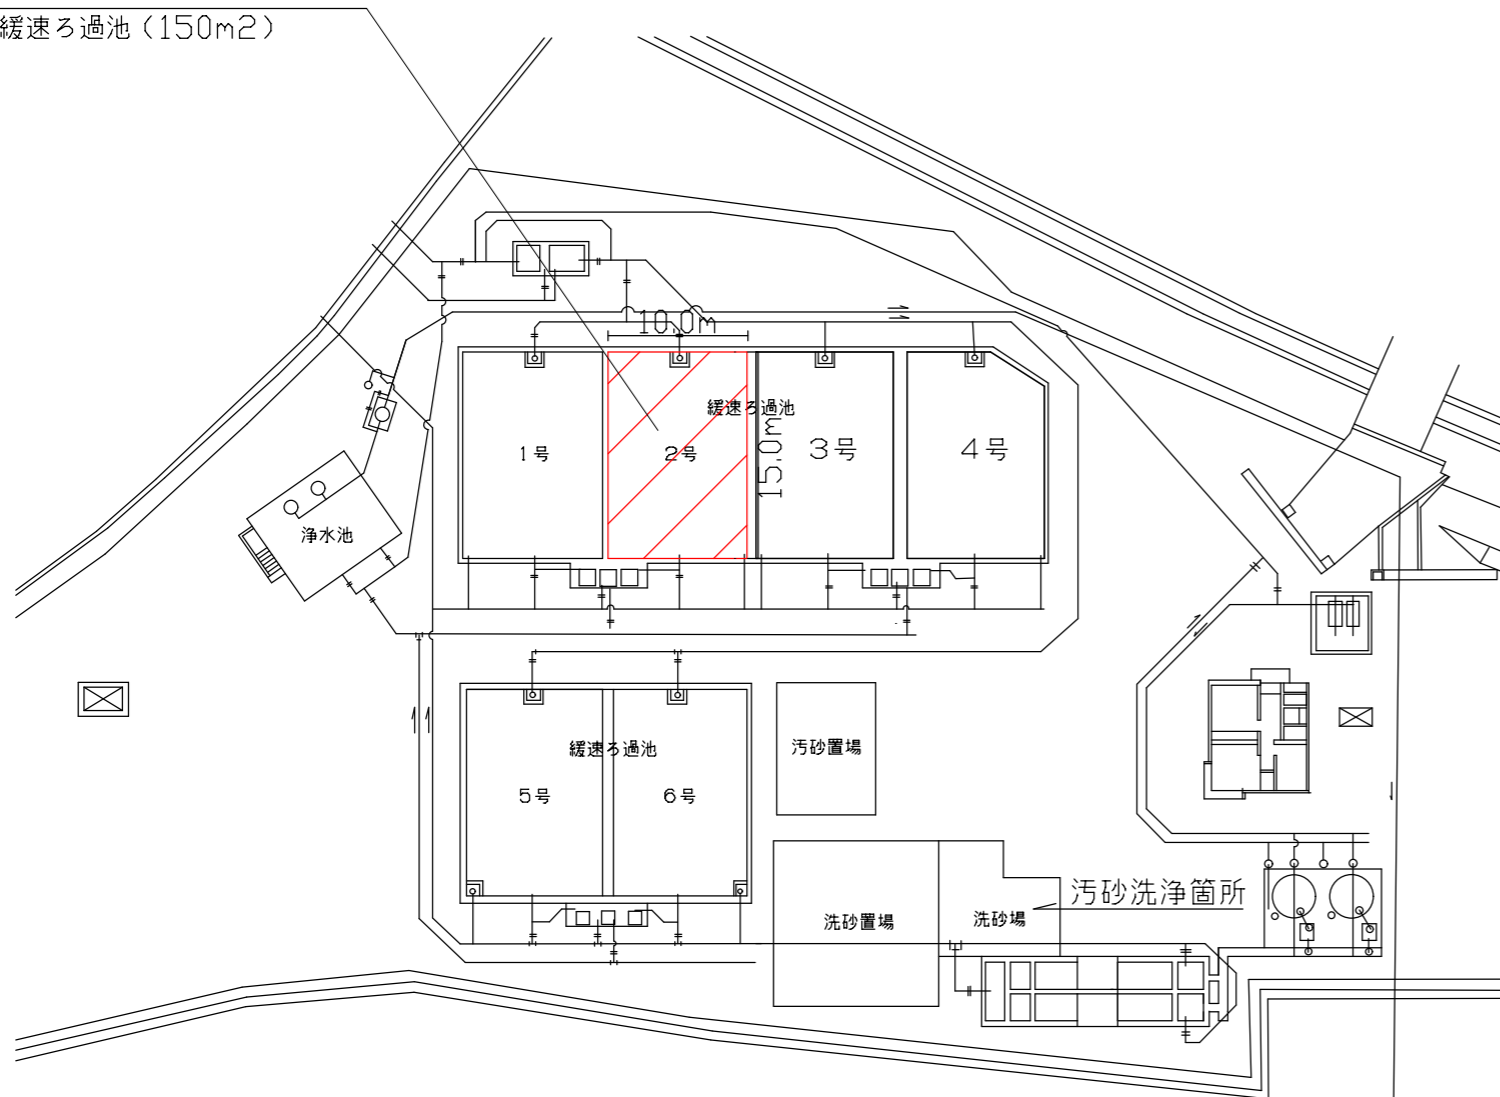 緩速ろ過池(150m2)
10.0m
緩速ろ過池
15.0m
1号
2号
3号
4号
浄水池
緩速ろ過池
5号
6号
汚砂置場
汚砂洗浄箇所
洗砂置場
洗砂場